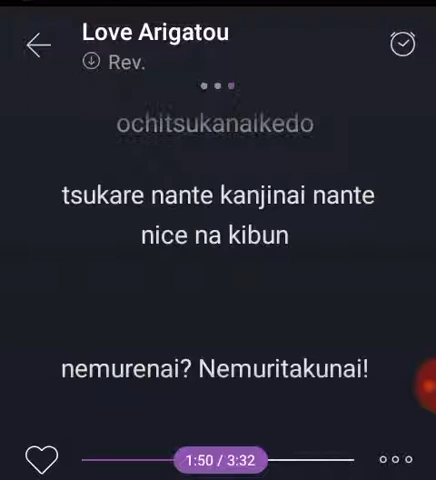 Love Arigatou
Rev.
ochitsukanaikedo
tsukare nante kanjinai nante
nice na kibun
nemurenai? Nemuritakunai!
1:50 / 3:32